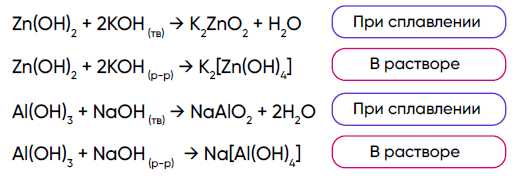 Zn(OH)₂ + 2KOH (тв) → K₂ZnO₂ + H₂O При сплавлении
Zn(OH)₂ + 2KOH (р-р) → K₂[Zn(OH)₄] В растворе
Al(OH)₃ + NaOH (тв) → NaAlO₂ + 2H₂O При сплавлении
Al(OH)₃ + NaOH (р-р) → Na[Al(OH)₄] В растворе